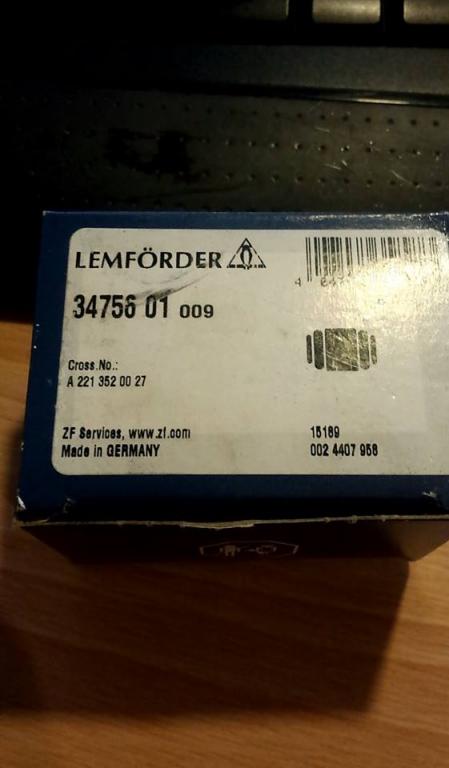 LEMFÖRDER
34756 01 009
Cross.No.:
A 221 352 00 27
ZF Services, www.zf.com
Made in GERMANY
15189
002 4407 958